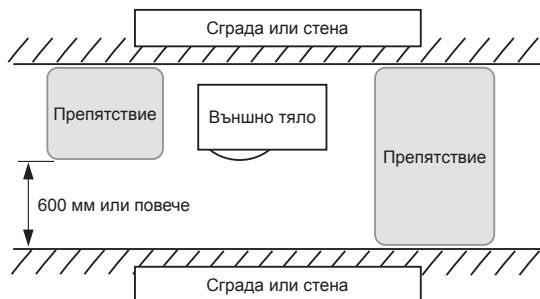 Сграда или стена
Препятствие
Външно тяло
Препятствие
600 мм или повече
Сграда или стена